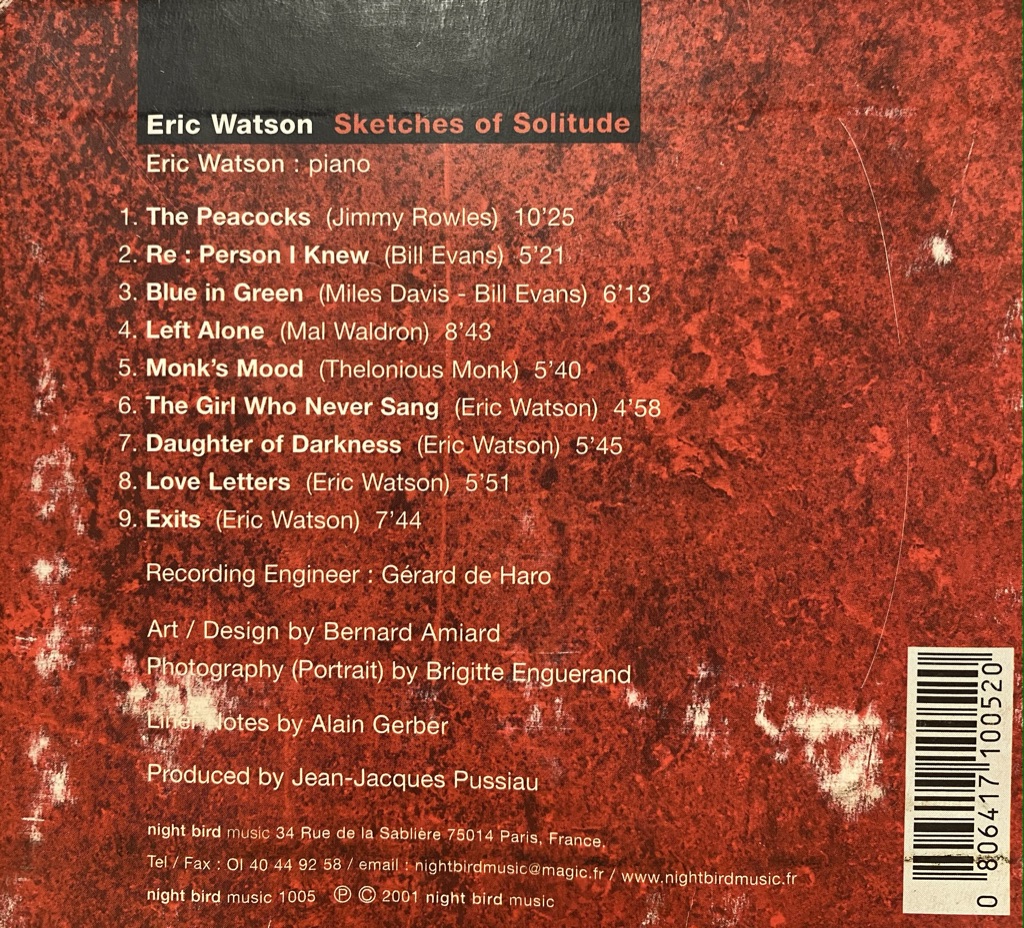 Eric Watson Sketches of Solitude
Eric Watson : piano
1. The Peacocks (Jimmy Rowles) 10'25
2. Re : Person I Knew (Bill Evans) 5'21
3. Blue in Green (Miles Davis - Bill Evans) 6'13
4. Left Alone (Mal Waldron) 8'43
5. Monk's Mood (Thelonious Monk) 5'40
6. The Girl Who Never Sang (Eric Watson) 4'58
7. Daughter of Darkness (Eric Watson) 5'45
8. Love Letters (Eric Watson) 5'51
9. Exits (Eric Watson) 7'44
Recording Engineer : Gérard de Haro
Art / Design by Bernard Amiard
Photography (Portrait) by Brigitte Enguerand
Liner Notes by Alain Gerber
Produced by Jean-Jacques Pussiau
night bird music 34 Rue de la Sablière 75014 Paris, France,
Tel / Fax : 01 40 44 92 58 / email : nightbirdmusic@magic.fr / www.nightbirdmusic.fr
night bird music 1005 ℗ © 2001 night bird music
0 806417 100520